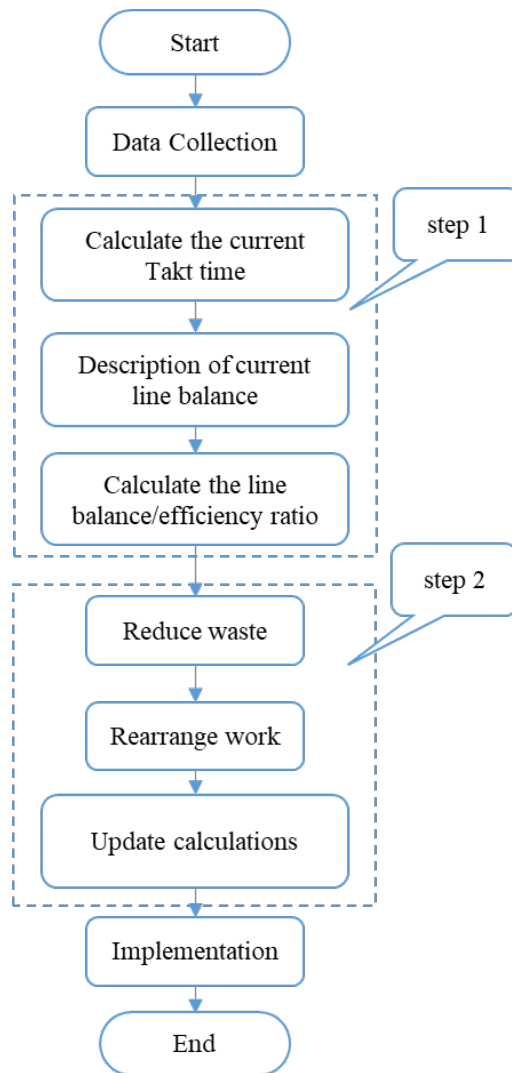 Start
Data Collection
Calculate the current
Takt time
step 1
Description of current
line balance
Calculate the line
balance/efficiency ratio
step 2
Reduce waste
Rearrange work
Update calculations
Implementation
End